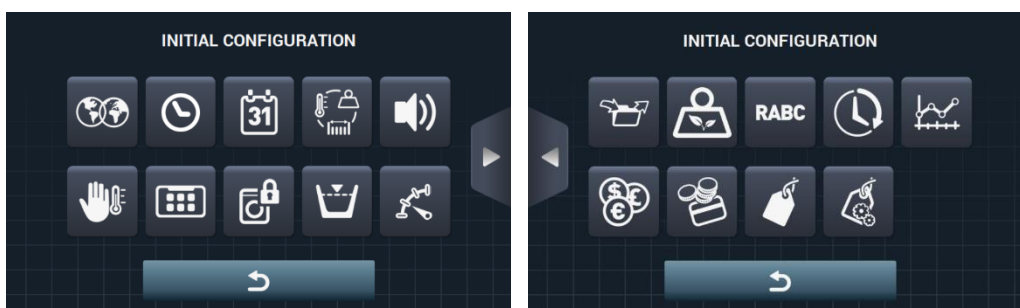 INITIAL CONFIGURATION
31
INITIAL CONFIGURATION
RABC
$
£
€